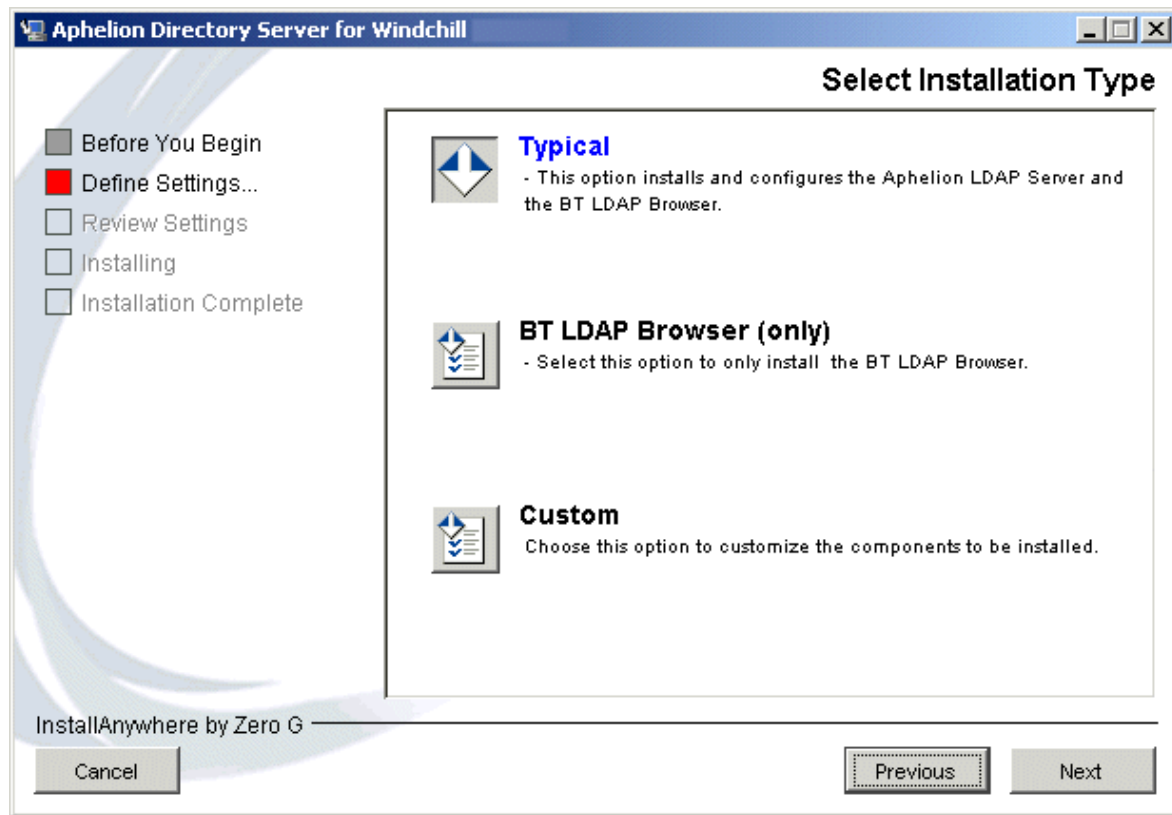 Aphelion Directory Server for Windchill
Select Installation Type
Before You Begin
Define Settings...
Review Settings
Installing
Installation Complete
Typical
- This option installs and configures the Aphelion LDAP Server and
the BT LDAP Browser.
BT LDAP Browser (only)
- Select this option to only install the BT LDAP Browser.
Custom
Choose this option to customize the components to be installed.
InstallAnywhere by Zero G
Cancel
Previous
Next